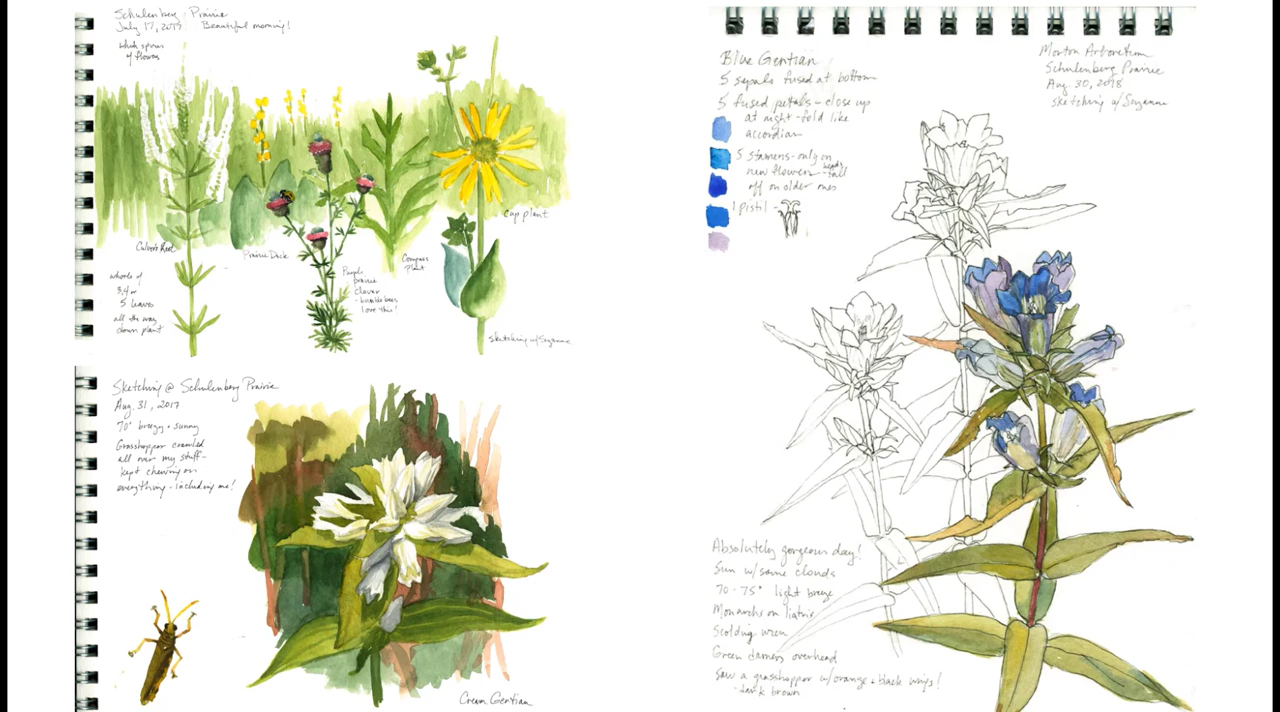 Schulenberg Prairie
July 17, 2019 Beautiful morning!
white spires
of flowers
Culver's Root
whorls of
3, 4 or
5 leaves
all the way
down plant
Prairie Dock
Purple
prairie
clover
- bumble bees
love this!
Compass
Plant
cup plant
sketching w/ Suzanne
Sketching @ Schulenberg Prairie
Aug. 31, 2017
70° breezy + sunny
Grasshopper crawled
all over my stuff -
kept chewing on
everything - including me!
Cream Gentian
Blue Gentian
5 sepals fused at bottom
5 fused petals - close up
at night - fold like
accordian
5 stamens - only on
new flowers - heads fall
off on older ones
1 pistil -
Morton Arboretum
Schulenberg Prairie
Aug. 30, 2018
sketching w/ Suzanne
Absolutely gorgeous day!
Sun w/ some clouds
70-75° light breeze
Monarchs on liatris
Scolding wren
Green darners overhead
Saw a grasshopper w/ orange + black wings!
- dark brown